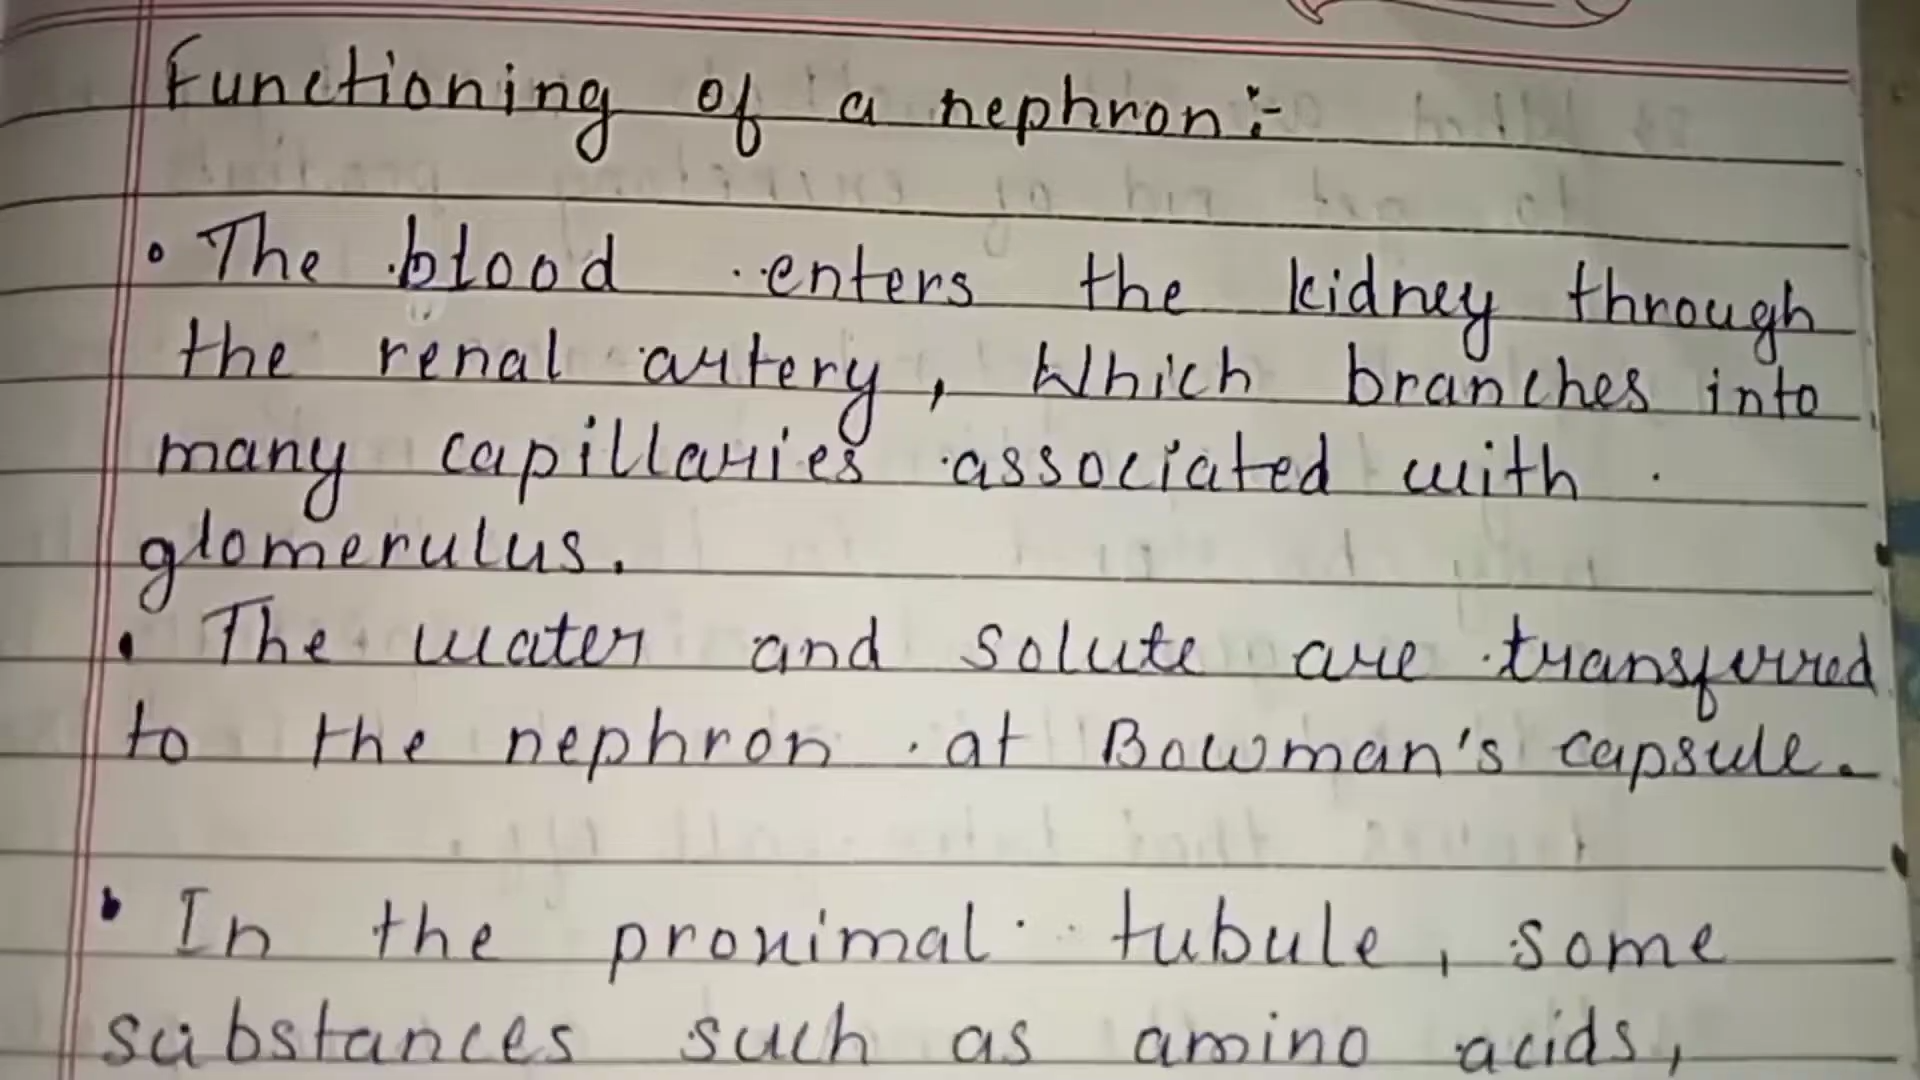 Functioning of a nephron :-
• The blood enters the kidney through
the renal artery, Which branches into
many capillaries associated with
glomerulus.
• The water and solute are transferred
to the nephron at Bowman's capsule.
• In the proximal tubule, some
substances such as amino acids,